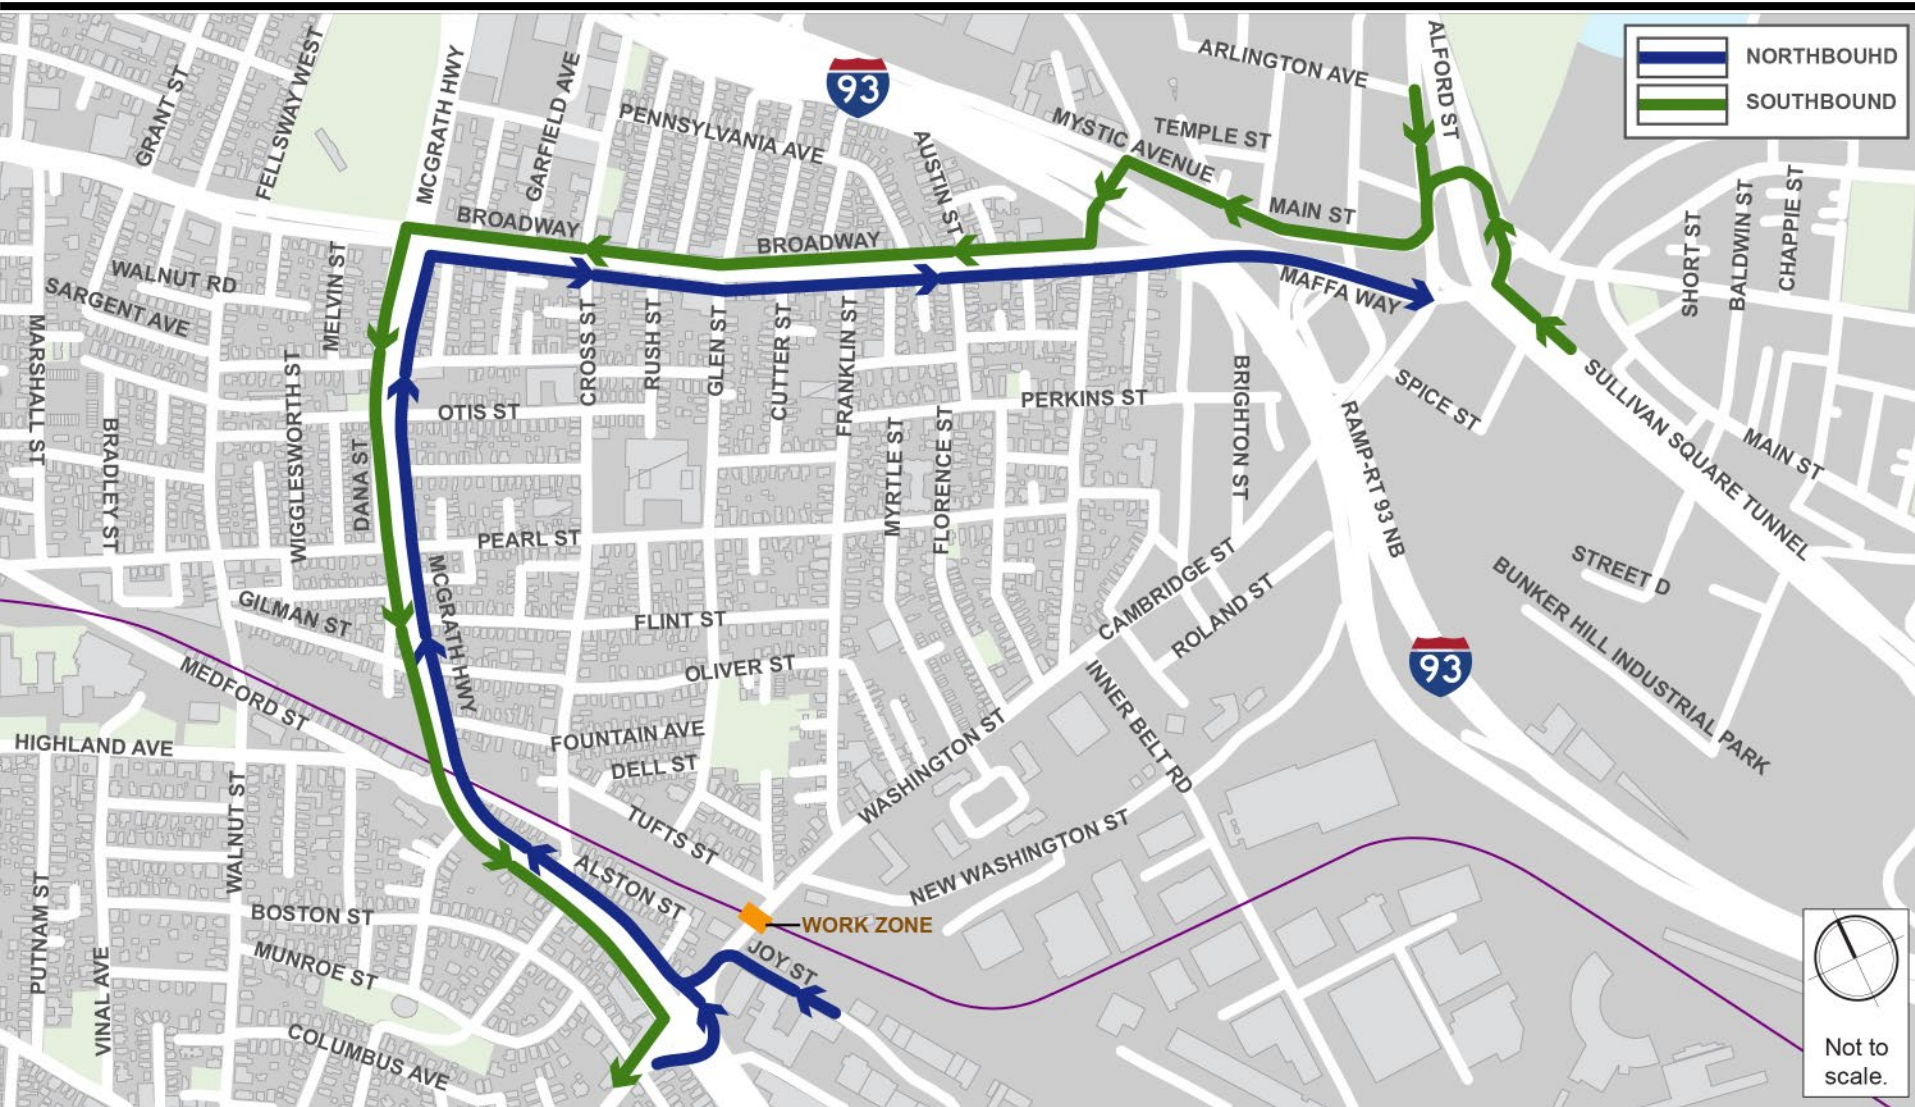 NORTHBOUHD
SOUTHBOUND
ARLINGTON AVE
ALFORD ST
GRANT ST
FELLSWAY WEST
MCGRATH HWY
GARFIELD AVE
93
PENNSYLVANIA AVE
AUSTIN ST
MYSTIC AVENUE
TEMPLE ST
MAIN ST
BROADWAY
BROADWAY
MAFFA WAY
SHORT ST
BALDWIN ST
CHAPPIE ST
WALNUT RD
SARGENT AVE
MELVIN ST
MARSHALL ST
BRADLEY ST
WIGGLESWORTH ST
DANA ST
OTIS ST
CROSS ST
RUSH ST
GLEN ST
CUTTER ST
FRANKLIN ST
MYRTLE ST
FLORENCE ST
PERKINS ST
BRIGHTON ST
SPICE ST
RAMP-RT 93 NB
SULLIVAN SQUARE TUNNEL
MAIN ST
PEARL ST
MCGRATH HWY
CAMBRIDGE ST
ROLAND ST
STREET D
BUNKER HILL INDUSTRIAL PARK
GILMAN ST
FLINT ST
OLIVER ST
93
MEDFORD ST
INNER BELT RD
HIGHLAND AVE
FOUNTAIN AVE
DELL ST
WASHINGTON ST
TUFTS ST
NEW WASHINGTON ST
WALNUT ST
ALSTON ST
PUTNAM ST
BOSTON ST
WORK ZONE
VINAL AVE
MUNROE ST
JOY ST
COLUMBUS AVE
Not to
scale.